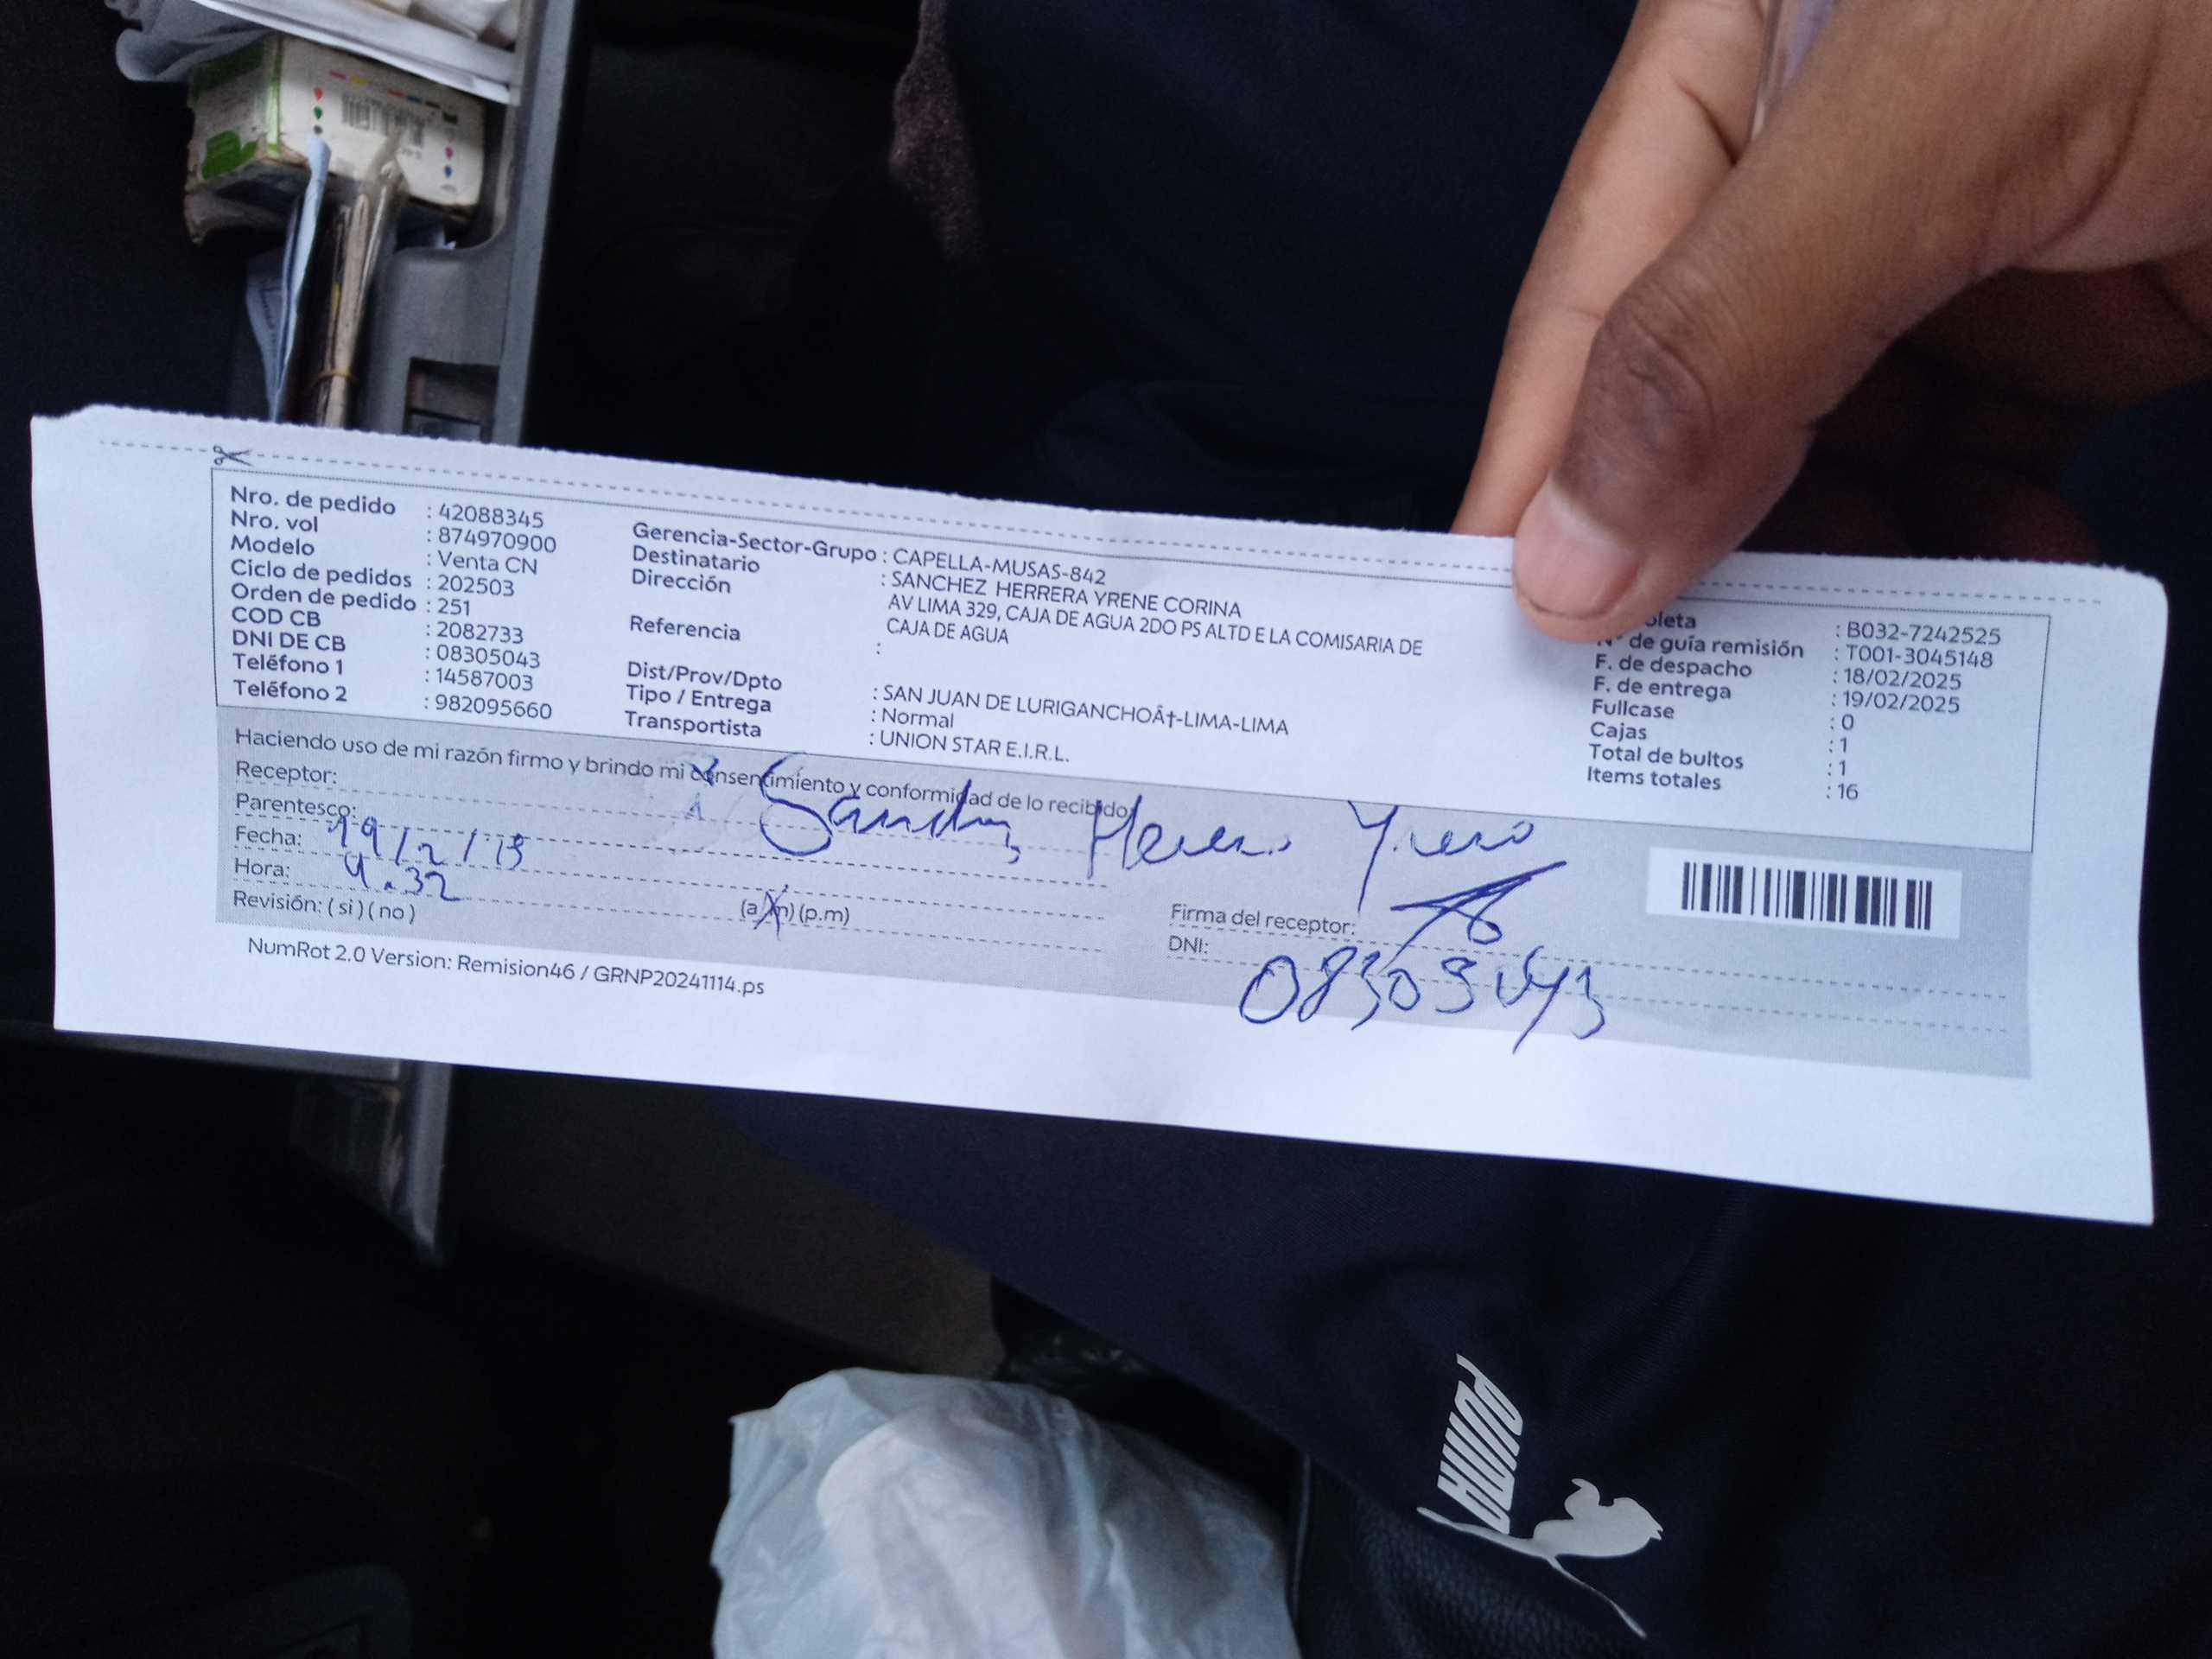 Nro. de pedido : 42088345
Nro. vol : 874970900
Modelo : Venta CN
Ciclo de pedidos : 202503
Orden de pedido : 251
COD CB : 2082733
DNI DE CB : 08305043
Teléfono 1 : 14587003
Teléfono 2 : 982095660
Gerencia-Sector-Grupo : CAPELLA-MUSAS-842
Destinatario : SANCHEZ HERRERA YRENE CORINA
Dirección AV LIMA 329, CAJA DE AGUA 2DO PS ALTD E LA COMISARIA DE
CAJA DE AGUA
Referencia :
Dist/Prov/Dpto : SAN JUAN DE LURIGANCHOÂ†-LIMA-LIMA
Tipo / Entrega : Normal
Transportista : UNION STAR E.I.R.L.
: B032-7242525
de guía remisión : T001-3045148
F. de despacho : 18/02/2025
F. de entrega : 19/02/2025
Fullcase : 0
Cajas : 1
Total de bultos : 1
Items totales : 16
Haciendo uso de mi razón firmo y brindo mi consentimiento y conformidad de lo recibido
Receptor:
Parentesco:
Fecha: 19/2/
Hora: 4.32 (a.m) (p.m)
Revisión: ( si ) ( no )
Firma del receptor:
DNI:
NumRot 2.0 Version: Remision46 / GRNP20241114.ps
PUMA